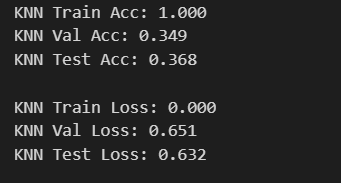 KNN Train Acc: 1.000
KNN Val Acc: 0.349
KNN Test Acc: 0.368

KNN Train Loss: 0.000
KNN Val Loss: 0.651
KNN Test Loss: 0.632